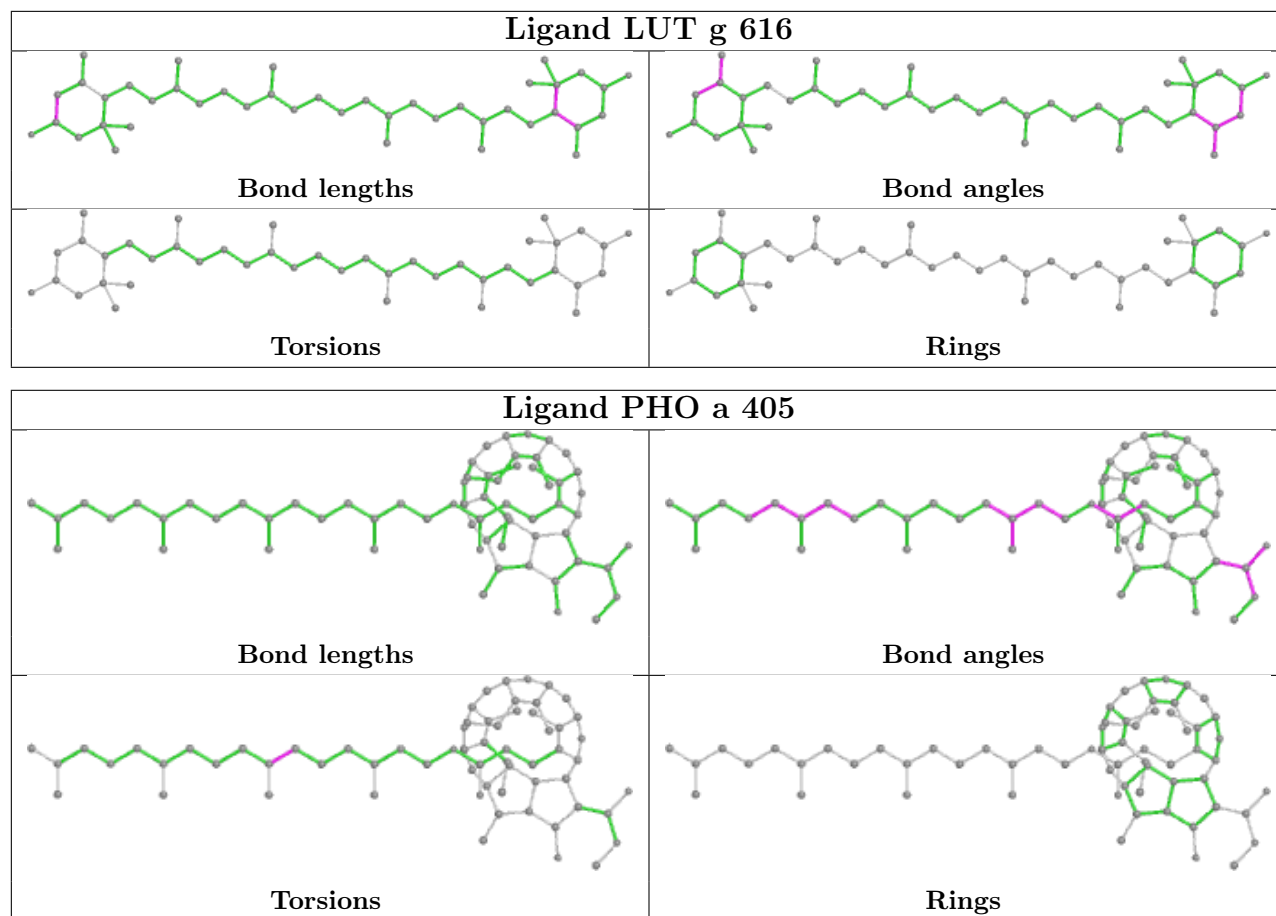 Ligand LUT g 616
Bond lengths
Bond angles
Torsions
Rings
Ligand PHO a 405
Bond lengths
Bond angles
Torsions
Rings